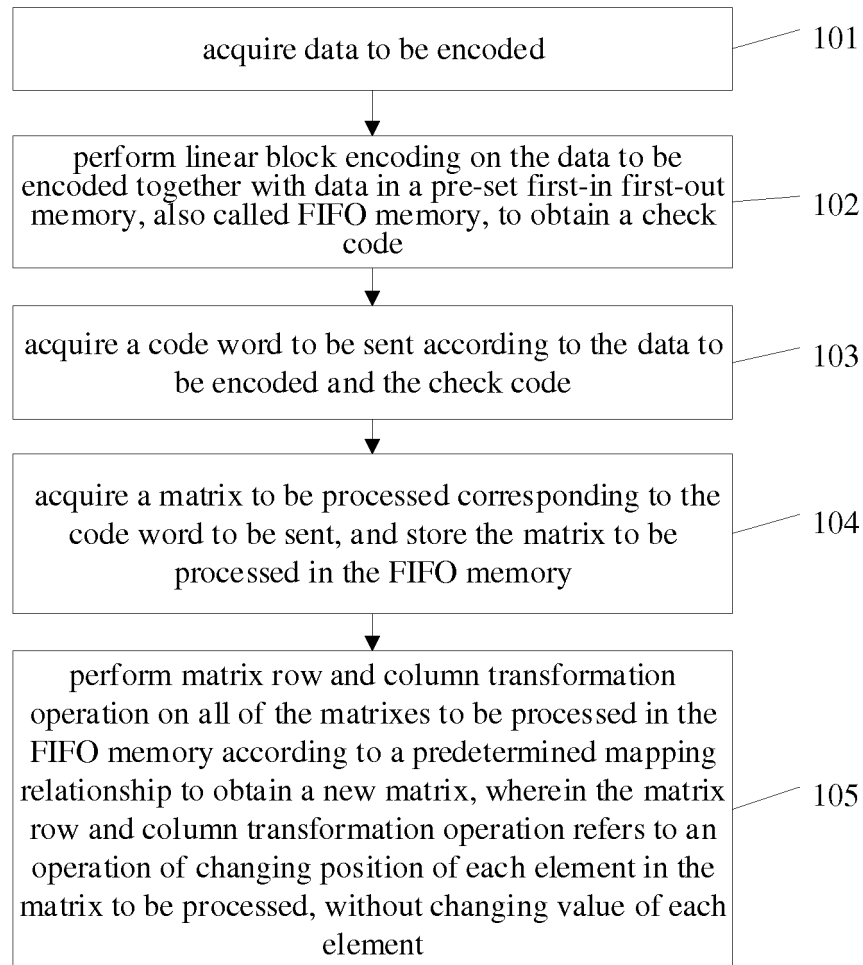 acquire data to be encoded
101
perform linear block encoding on the data to be
encoded together with data in a pre-set first-in first-out
memory, also called FIFO memory, to obtain a check
code
102
acquire a code word to be sent according to the data to
be encoded and the check code
103
acquire a matrix to be processed corresponding to the
code word to be sent, and store the matrix to be
processed in the FIFO memory
104
perform matrix row and column transformation
operation on all of the matrixes to be processed in the
FIFO memory according to a predetermined mapping
relationship to obtain a new matrix, wherein the matrix
row and column transformation operation refers to an
operation of changing position of each element in the
matrix to be processed, without changing value of each
element
105